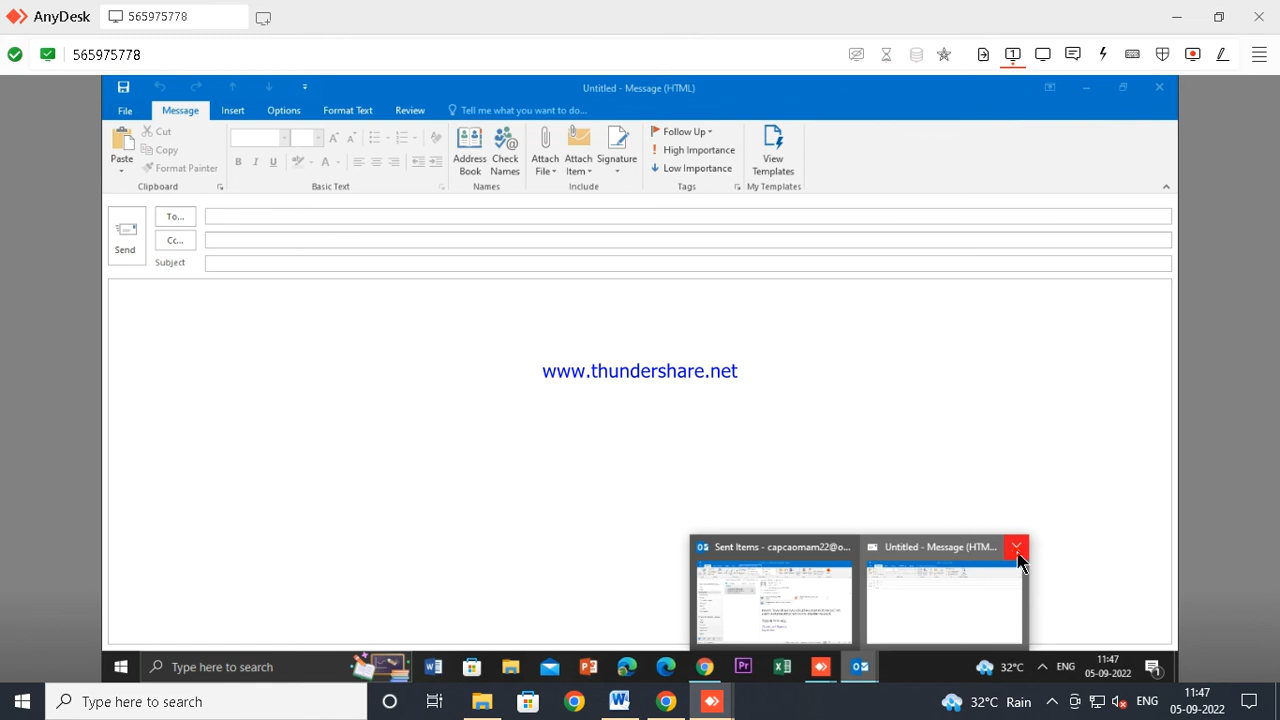 AnyDesk 565975778
565975778
Untitled - Message (HTML)
File Message Insert Options Format Text Review Tell me what you want to do...
Paste Cut Copy Format Painter
Clipboard
B I U A
Basic Text
Address Book Check Names
Names
Attach File Attach Item Signature
Include
Follow Up
High Importance
Low Importance
Tags
View Templates
My Templates
Send To...
Cc...
Subject
www.thundershare.net
Sent Items - capcaomam22@o... Untitled - Message (HTM...
Type here to search 32°C ENG 11:47
05-09-2022
Type here to search 32°C Rain ENG 11:47
05-09-2022